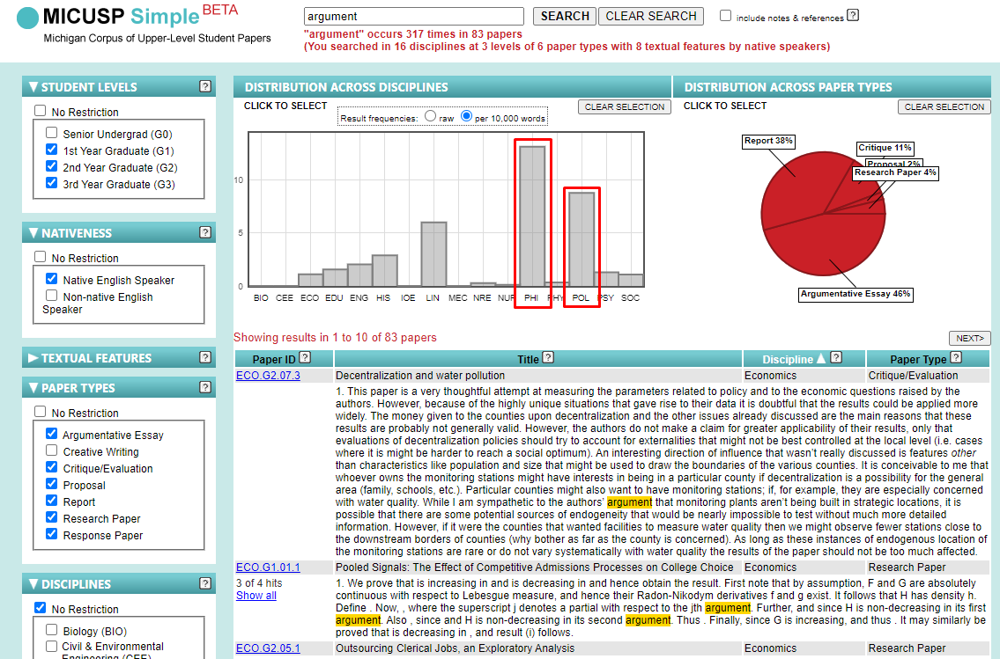 MICUSP Simple BETA
Michigan Corpus of Upper-Level Student Papers
argument
SEARCH
CLEAR SEARCH
include notes & references ?
"argument" occurs 317 times in 83 papers
(You searched in 16 disciplines at 3 levels of 6 paper types with 8 textual features by native speakers)
STUDENT LEVELS ?
No Restriction
Senior Undergrad (G0)
1st Year Graduate (G1)
2nd Year Graduate (G2)
3rd Year Graduate (G3)
NATIVENESS ?
No Restriction
Native English Speaker
Non-native English
Speaker
TEXTUAL FEATURES ?
PAPER TYPES ?
No Restriction
Argumentative Essay
Creative Writing
Critique/Evaluation
Proposal
Report
Research Paper
Response Paper
DISCIPLINES ?
No Restriction
Biology (BIO)
Civil & Environmental
Engineering (CEE)
DISTRIBUTION ACROSS DISCIPLINES
CLICK TO SELECT
Result frequencies: raw per 10,000 words
CLEAR SELECTION
10
5
0
BIO CEE ECO EDU ENG HIS IOE LIN MEC NRE NUR PHI PHY POL PSY SOC
DISTRIBUTION ACROSS PAPER TYPES
CLICK TO SELECT
CLEAR SELECTION
Report 38%
Critique 11%
Proposal 2%
Research Paper 4%
Argumentative Essay 46%
Showing results in 1 to 10 of 83 papers
NEXT>
Paper ID ? Title ? Discipline ? Paper Type ?
ECO.G2.07.3 Decentralization and water pollution Economics Critique/Evaluation
1. This paper is a very thoughtful attempt at measuring the parameters related to policy and to the economic questions raised by the
authors. However, because of the highly unique situations that gave rise to their data it is doubtful that the results could be applied more
widely. The money given to the counties upon decentralization and the other issues already discussed are the main reasons that these
results are probably not generally valid. However, the authors do not make a claim for greater applicability of their results, only that
evaluations of decentralization policies should try to account for externalities that might not be best controlled at the local level (i.e. cases
where it is might be harder to reach a social optimum). An interesting direction of influence that wasn't really discussed is features other
than characteristics like population and size that might be used to draw the boundaries of the various counties. It is conceivable to me that
whoever owns the monitoring stations might have interests in being in a particular county if decentralization is a possibility for the general
area (family, schools, etc.). Particular counties might also want to have monitoring stations; if, for example, they are especially concerned
with water quality. While I am sympathetic to the authors' argument that monitoring plants aren't being built in strategic locations, it is
possible that there are some potential sources of endogeneity that would be nearly impossible to test without much more detailed
information. However, if it were the counties that wanted facilities to measure water quality then we might observe fewer stations close to
the downstream borders of counties (why bother as far as the county is concerned). As long as these instances of endogenous location of
the monitoring stations are rare or do not vary systematically with water quality the results of the paper should not be too much affected.
ECO.G1.01.1 Pooled Signals: The Effect of Competitive Admissions Processes on College Choice Economics Research Paper
3 of 4 hits
Show all
1. We prove that is increasing in and is decreasing in and hence obtain the result. First note that by assumption, F and G are absolutely
continuous with respect to Lebesgue measure, and hence their Radon-Nikodym derivatives f and g exist. It follows that H has density h.
Define . Now, , where the superscript j denotes a partial with respect to the jth argument. Further, and since H is non-decreasing in its first
argument. Also , since and H is non-decreasing in its second argument. Thus . Finally, since G is increasing, and thus . It may similarly be
proved that is decreasing in , and result (i) follows.
ECO.G2.05.1 Outsourcing Clerical Jobs, an Exploratory Analysis Economics Research Paper